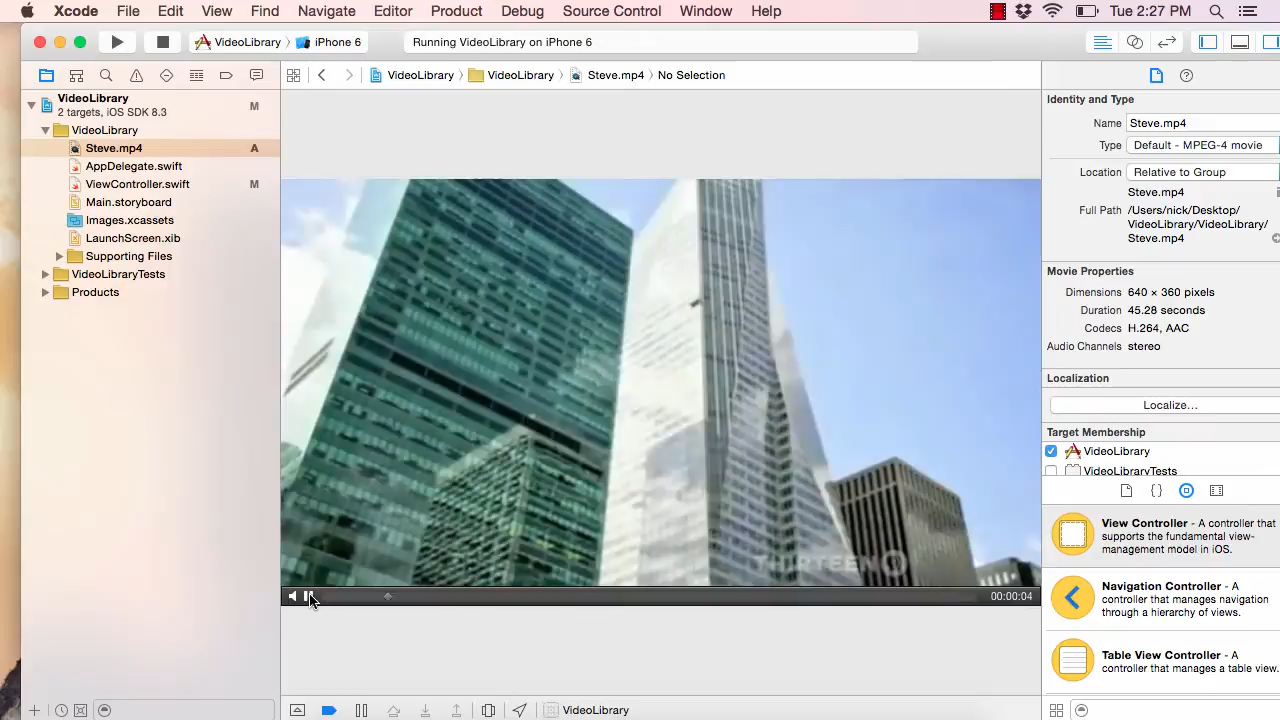 Xcode File Edit View Find Navigate Editor Product Debug Source Control Window Help Tue 2:27 PM
VideoLibrary iPhone 6 Running VideoLibrary on iPhone 6
VideoLibrary VideoLibrary Steve.mp4 No Selection
VideoLibrary M
2 targets, iOS SDK 8.3
VideoLibrary
Steve.mp4 A
AppDelegate.swift
ViewController.swift M
Main.storyboard
Images.xcassets
LaunchScreen.xib
Supporting Files
VideoLibraryTests
Products
THIRTEEN
00:00:04
VideoLibrary
Identity and Type
Name Steve.mp4
Type Default - MPEG-4 movie
Location Relative to Group
Steve.mp4
Full Path /Users/nick/Desktop/
VideoLibrary/VideoLibrary/
Steve.mp4
Movie Properties
Dimensions 640 × 360 pixels
Duration 45.28 seconds
Codecs H.264, AAC
Audio Channels stereo
Localization
Localize...
Target Membership
VideoLibrary
VideoLibraryTests
View Controller - A controller that
supports the fundamental view-
management model in iOS.
Navigation Controller - A
controller that manages navigation
through a hierarchy of views.
Table View Controller - A
controller that manages a table view.